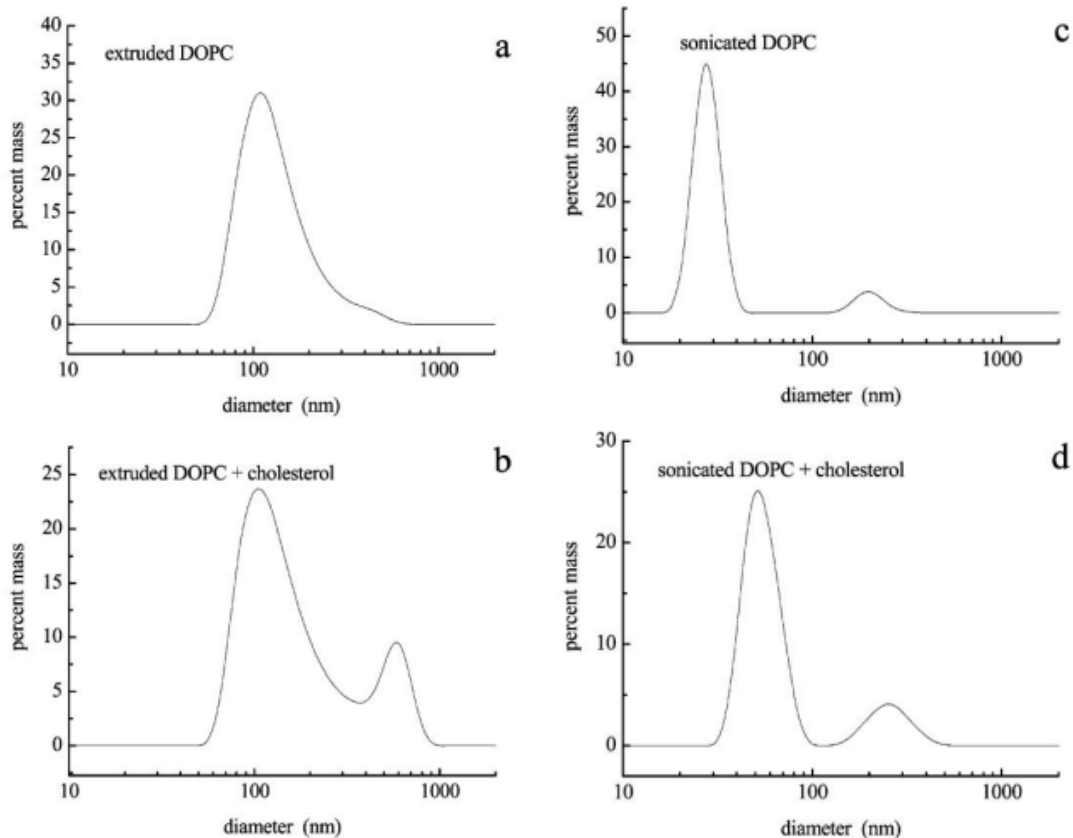 a
extruded DOPC
percent mass
40
35
30
25
20
15
10
5
0
10
100
1000
diameter (nm)
c
sonicated DOPC
percent mass
50
40
30
20
10
0
10
100
1000
diameter (nm)
b
extruded DOPC + cholesterol
percent mass
25
20
15
10
5
0
10
100
1000
diameter (nm)
d
sonicated DOPC + cholesterol
percent mass
30
20
10
0
10
100
1000
diameter (nm)